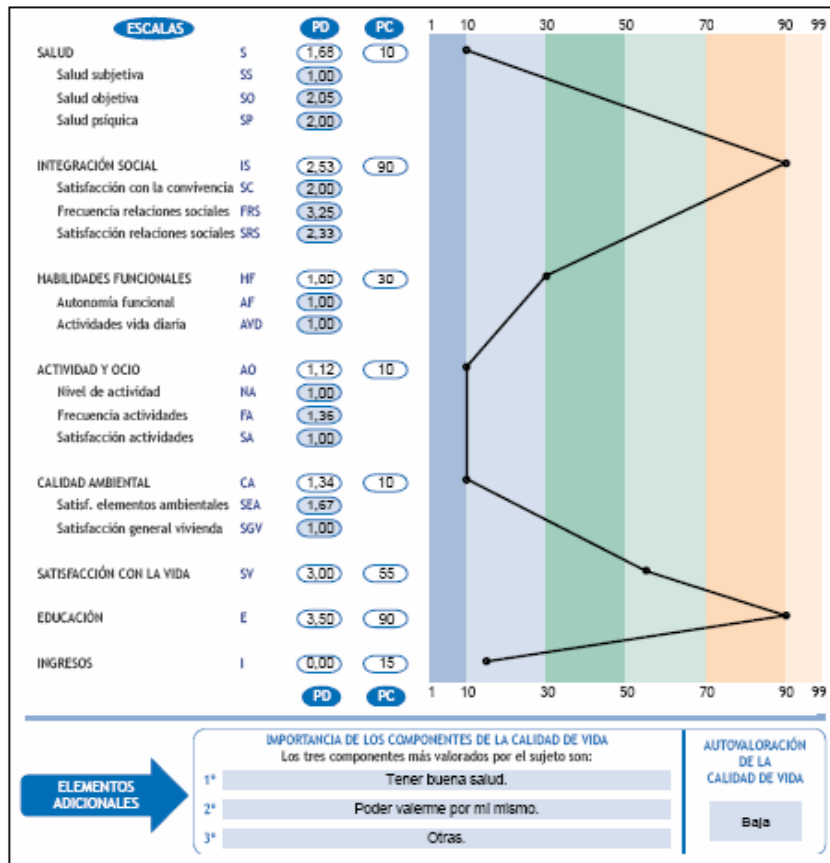 ESCALAS PD PC 1 10 30 50 70 90 99
SALUD S 1,68 10
Salud subjetiva SS 1,00
Salud objetiva SO 2,05
Salud psíquica SP 2,00
INTEGRACIÓN SOCIAL IS 2,53 90
Satisfacción con la convivencia SC 2,00
Frecuencia relaciones sociales FRS 3,25
Satisfacción relaciones sociales SRS 2,33
HABILIDADES FUNCIONALES HF 1,00 30
Autonomía funcional AF 1,00
Actividades vida diaria AVD 1,00
ACTIVIDAD Y OCIO AO 1,12 10
Nivel de actividad NA 1,00
Frecuencia actividades FA 1,36
Satisfacción actividades SA 1,00
CALIDAD AMBIENTAL CA 1,34 10
Satisf. elementos ambientales SEA 1,67
Satisfacción general vivienda SGV 1,00
SATISFACCIÓN CON LA VIDA SV 3,00 55
EDUCACIÓN E 3,50 90
INGRESOS I 0,00 15
PD PC 1 10 30 50 70 90 99
ELEMENTOS
ADICIONALES
IMPORTANCIA DE LOS COMPONENTES DE LA CALIDAD DE VIDA
Los tres componentes más valorados por el sujeto son:
1º Tener buena salud.
2º Poder valerme por mi mismo.
3º Otras.
AUTOVALORACIÓN
DE LA
CALIDAD DE VIDA
Baja